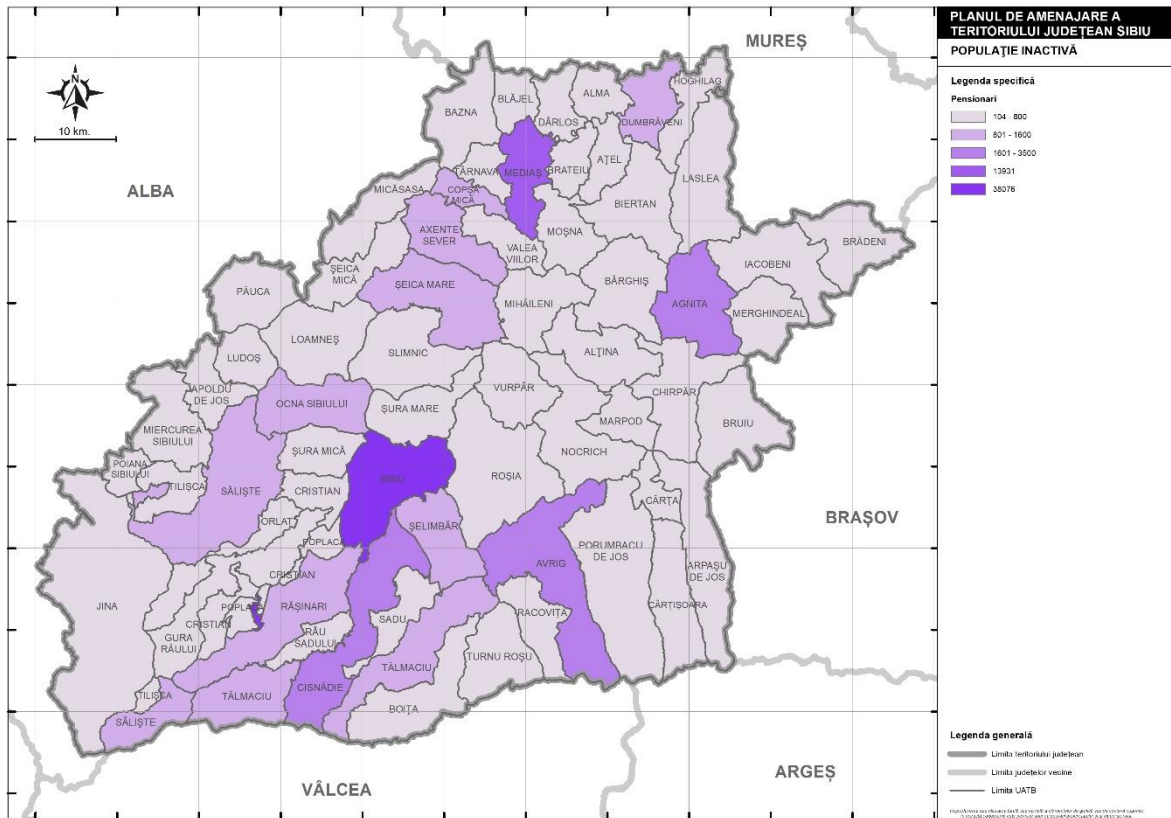 PLANUL DE AMENAJARE A
TERITORIULUI JUDEȚEAN SIBIU
POPULAȚIE INACTIVĂ
Legenda specifică
Pensionari
104 - 800
801 - 1600
1601 - 3500
13931
38076
N
10 km.
MUREȘ
ALBA
BRAȘOV
VÂLCEA
ARGEȘ
HOGHILAG
BLĂJEL
ALMA
BAZNA
DUMBRĂVENI
DÂRLOS
AȚEL
TÂRNAVA
MEDIAȘ
BRATEIU
LASLEA
MICĂSASA
COPȘA
MICĂ
BIERTAN
AXENTE
SEVER
MOȘNA
VALEA
VIILOR
BRĂDENI
IACOBENI
ȘEICA
MICĂ
ȘEICA MARE
BÂRGHIȘ
PĂUCA
MIHĂILENI
AGNITA
MERGHINDEAL
LOAMNEȘ
SLIMNIC
ALȚINA
LUDOȘ
VURPĂR
CHIRPĂR
APOLDU
DE JOS
OCNA SIBIULUI
ȘURA MARE
MARPOD
BRUIU
MIERCUREA
SIBIULUI
ȘURA MICĂ
NOCRICH
POIANA
SIBIULUI
TILIȘCA
SĂLIȘTE
CRISTIAN
SIBIU
ROȘIA
CÂRȚA
ORLAT
ȘELIMBĂR
POPLACA
PORUMBACU
DE JOS
AVRIG
ARPAȘU
DE JOS
CRISTIAN
JINA
POPLACA
RĂȘINARI
CÂRȚIȘOARA
RACOVIȚA
SADU
CRISTIAN
RÂU
SADULUI
GURA
RÂULUI
TURNU ROȘU
TĂLMACIU
CISNĂDIE
TILIȘCA
TĂLMACIU
BOIȚA
SĂLIȘTE
Legenda generală
Limita teritoriului județean
Limita județelor vecine
Limita UATB